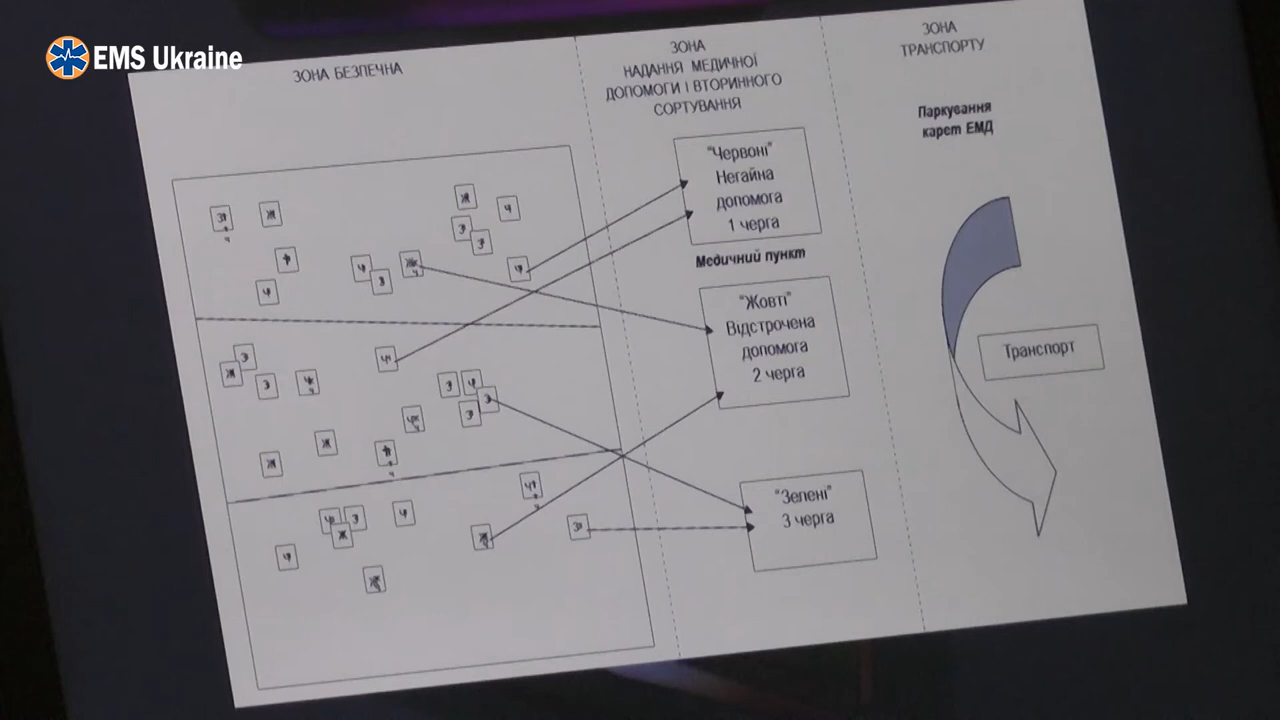 EMS Ukraine
ЗОНА БЕЗПЕЧНА
ЗОНА
НАДАННЯ МЕДИЧНОЇ
ДОПОМОГИ І ВТОРИННОГО
СОРТУВАННЯ
ЗОНА
ТРАНСПОРТУ
Паркування
карет ЕМД
"Червоні"
Негайна
допомога
1 черга
Медичний пункт
"Жовті"
Відстрочена
допомога
2 черга
"Зелені"
3 черга
Транспорт